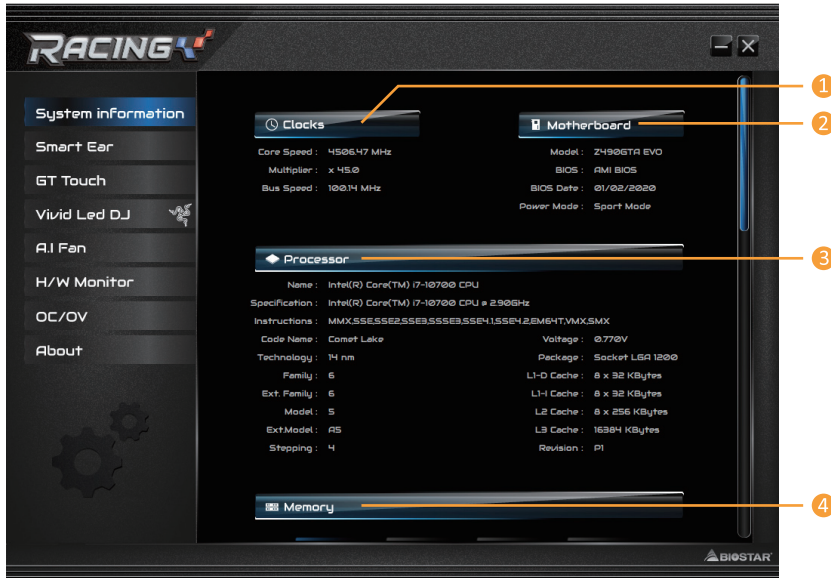 RACING
System information
Smart Ear
GT Touch
Vivid Led DJ
A.I Fan
H/W Monitor
OC/OV
About
Clocks
1
Core Speed : 4506.47 MHz
Multiplier : x 45.0
Bus Speed : 100.14 MHz
Motherboard
2
Model : Z490GTA EVO
BIOS : AMI BIOS
BIOS Date : 01/02/2020
Power Mode : Sport Mode
Processor
3
Name : Intel(R) Core(TM) i7-10700 CPU
Specification : Intel(R) Core(TM) i7-10700 CPU @ 2.90GHz
Instructions : MMX,SSE,SSE2,SSE3,SSSE3,SSE4.1,SSE4.2,EM64T,VMX,SMX
Code Name : Comet Lake
Technology : 14 nm
Family : 6
Ext. Family : 6
Model : 5
Ext.Model : A5
Stepping : 4
Voltage : 0.770V
Package : Socket LGA 1200
L1-D Cache : 8 x 32 KBytes
L1-I Cache : 8 x 32 KBytes
L2 Cache : 8 x 256 KBytes
L3 Cache : 16384 KBytes
Revision : P1
Memory
4
BIOSTAR